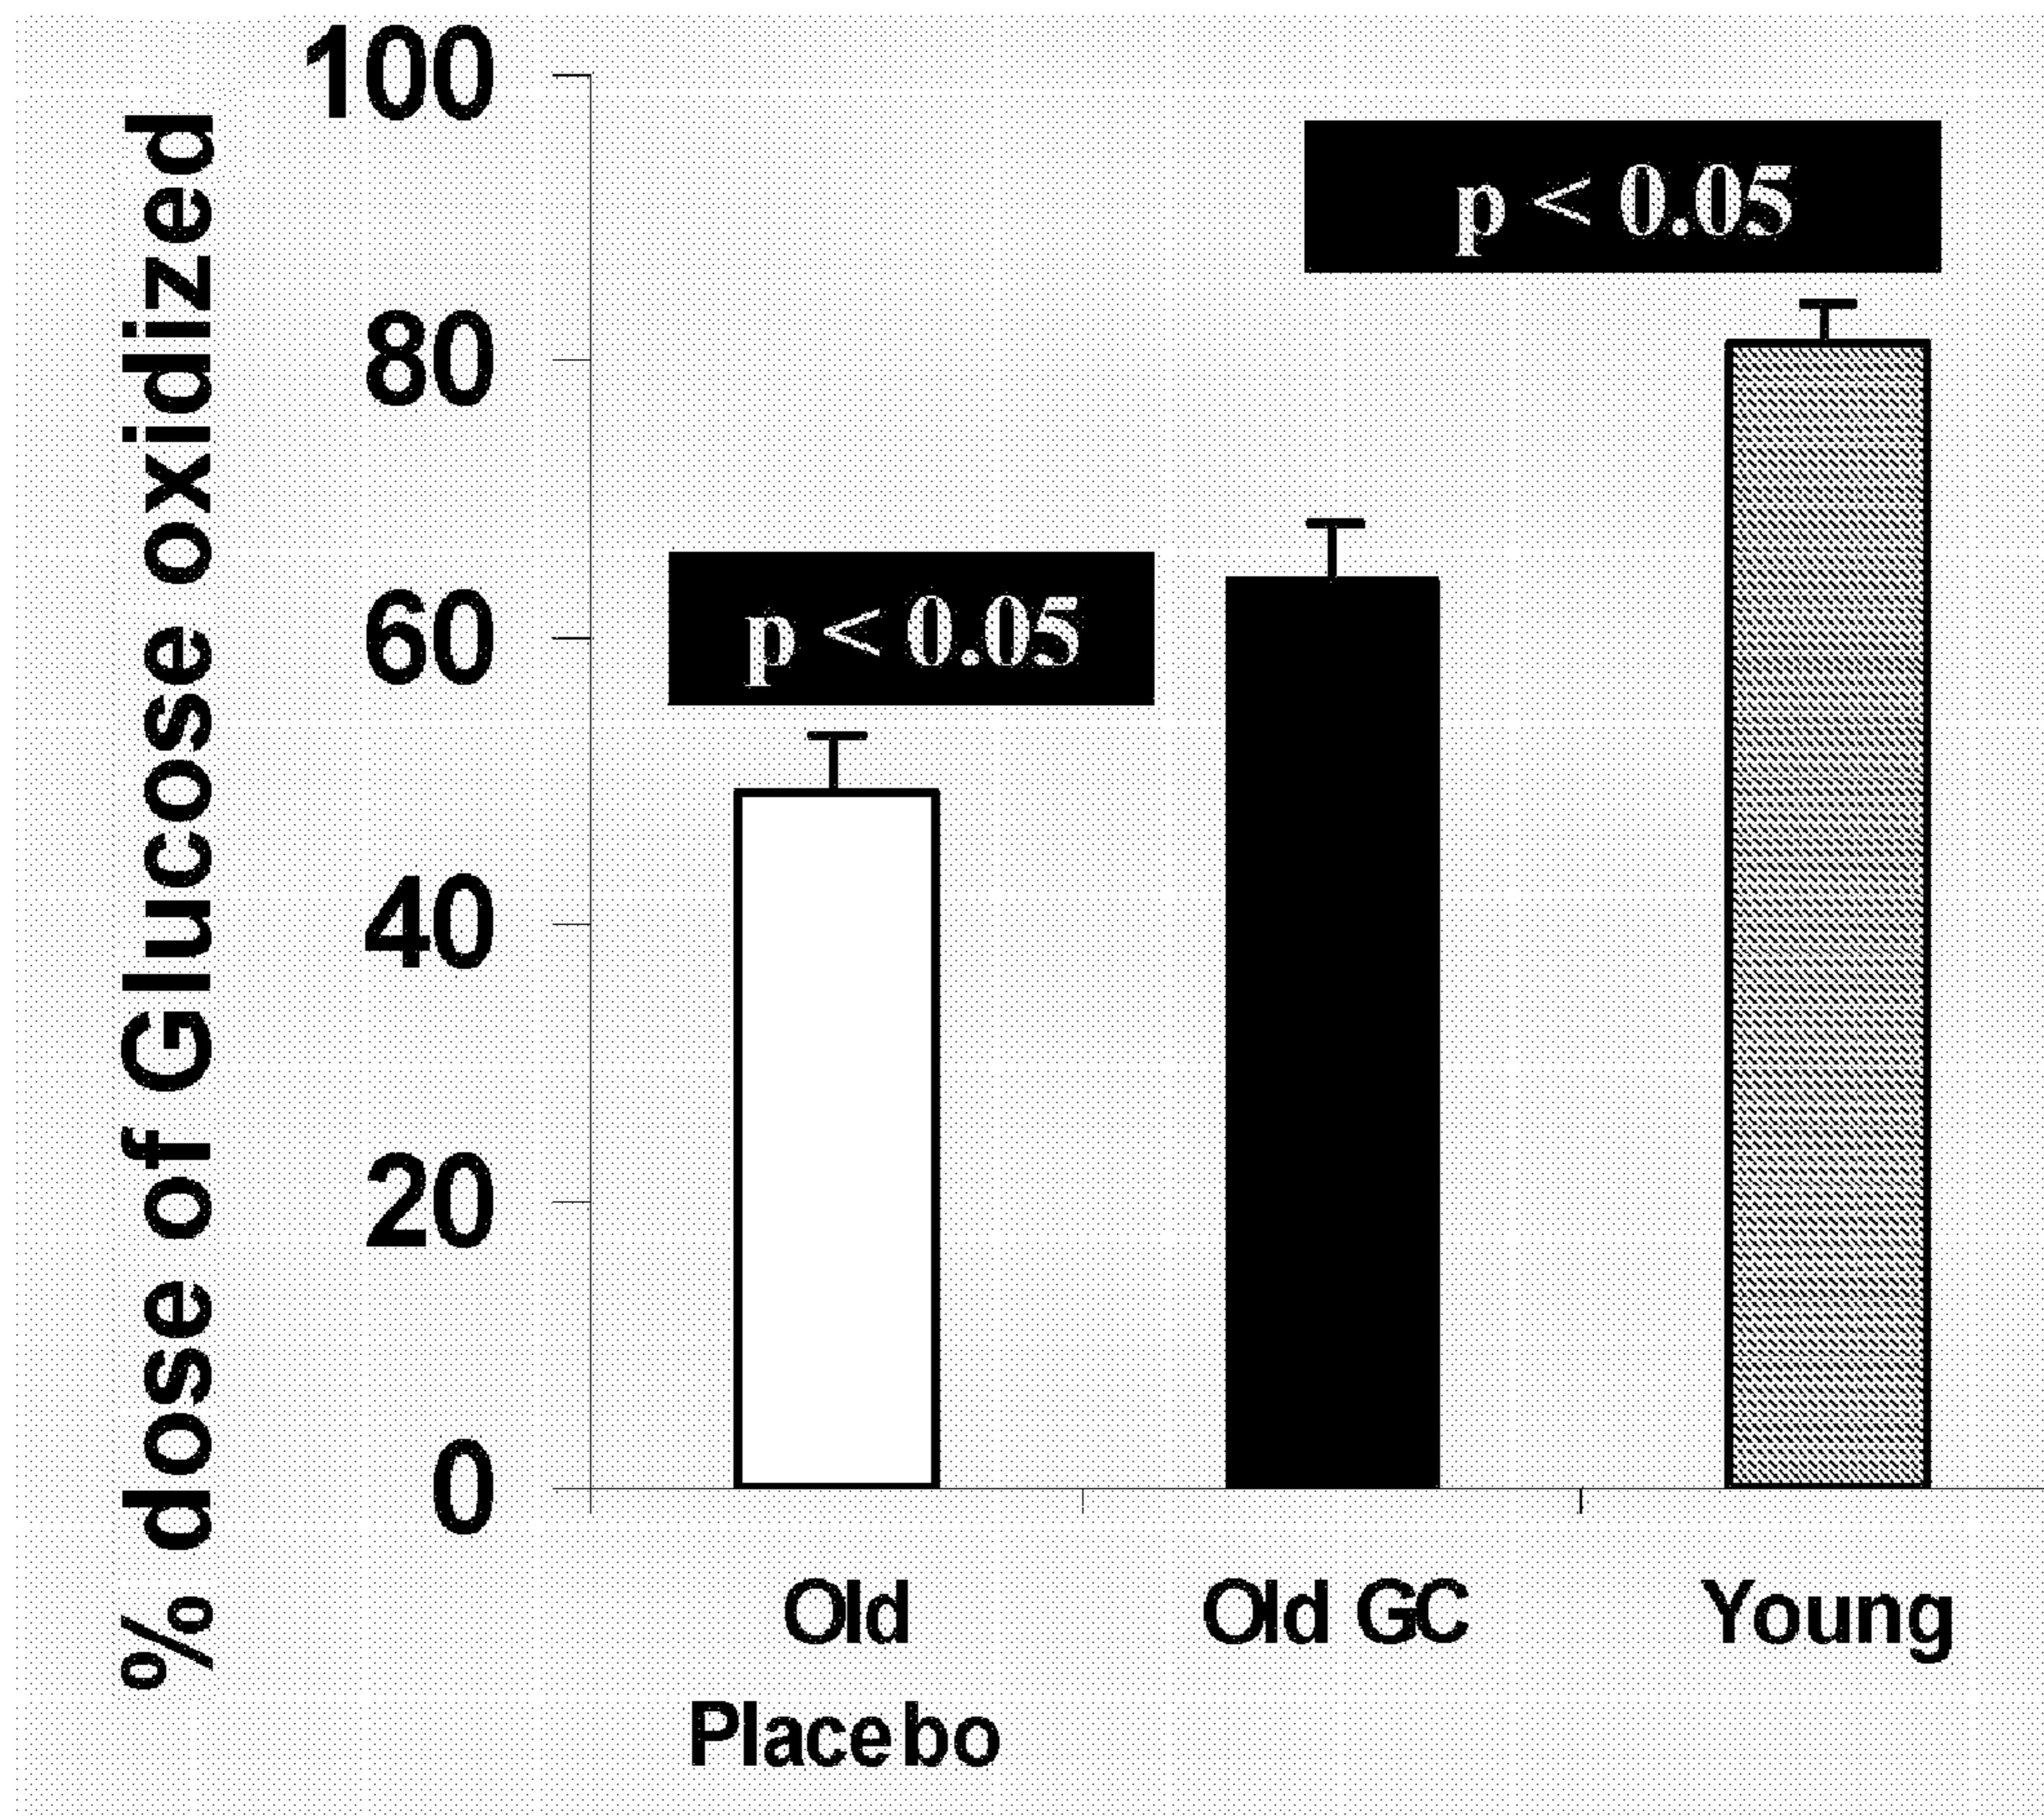 % dose of Glucose oxidized
100
80
60
40
20
0
p < 0.05
p < 0.05
Old
Placebo
Old GC
Young